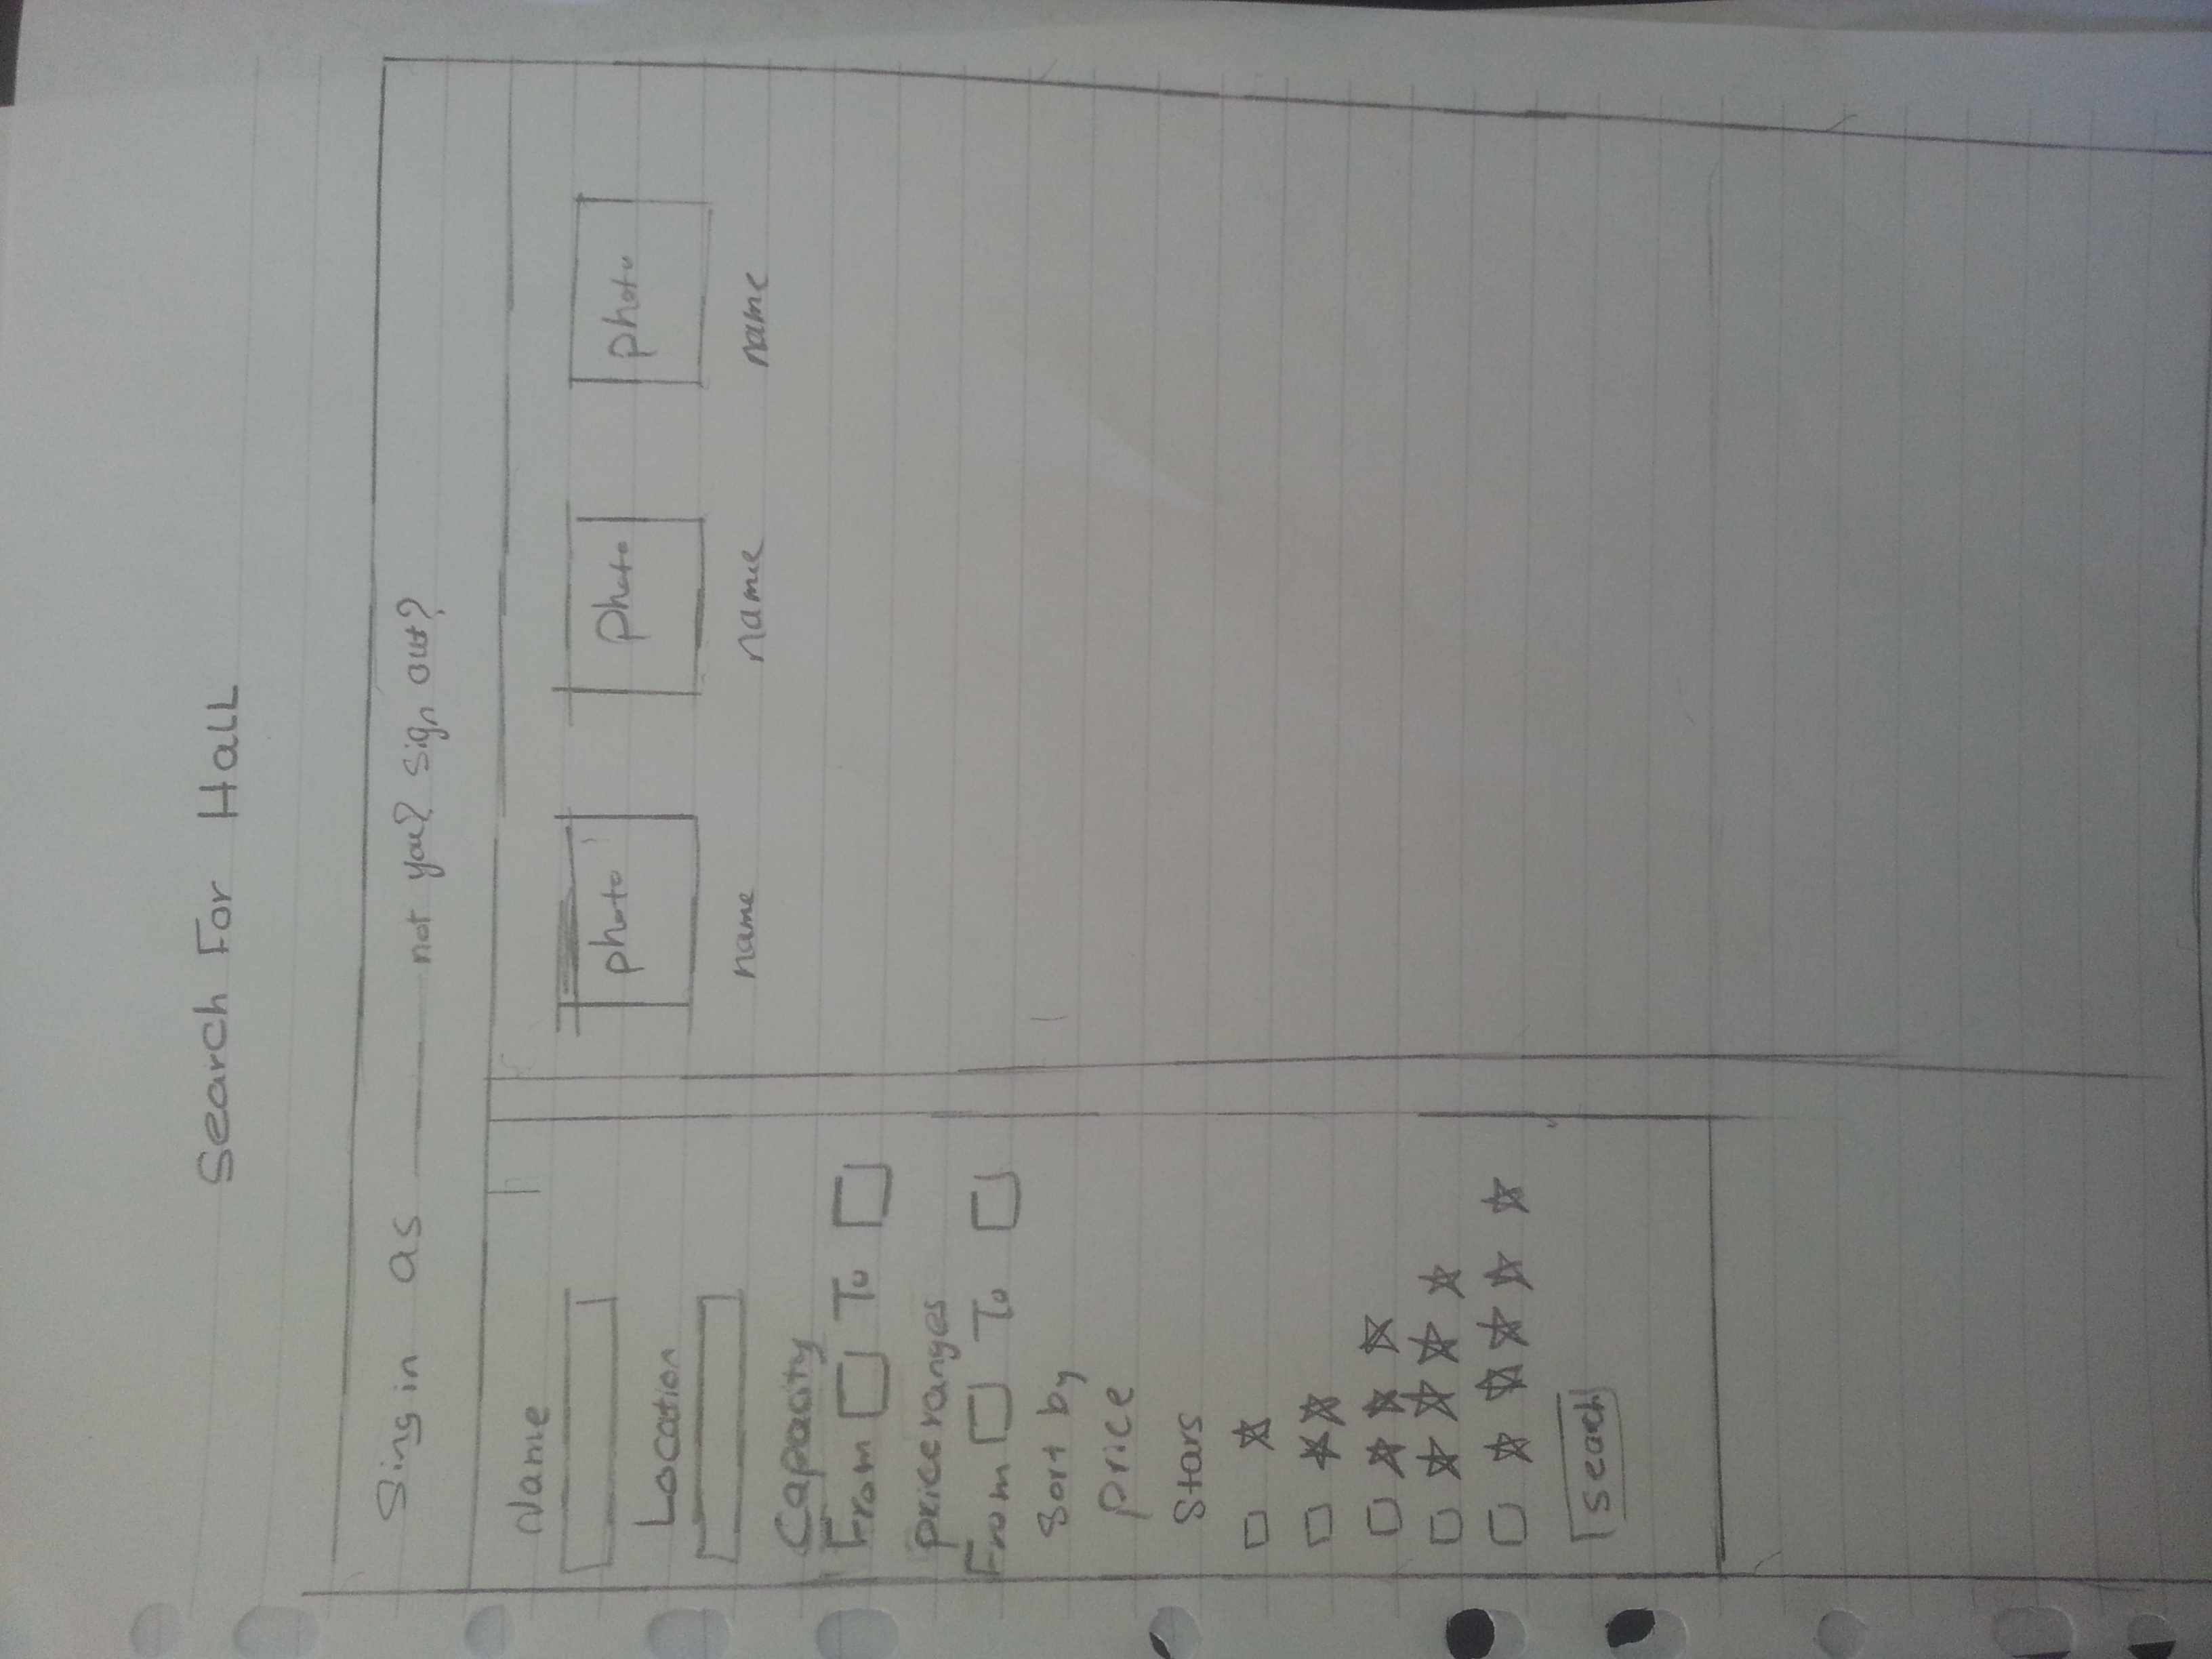 Search For Hall
Sing in as ______ not you? Sign out?
Name
Location
Capacity
From To
price ranges
From To
Sort by
price
Stars
Search
photo photo photo
name name name